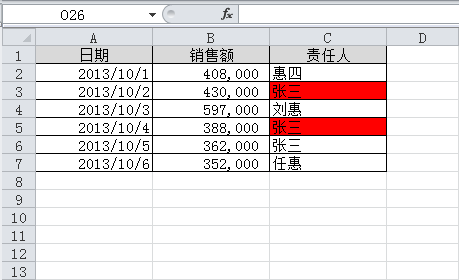 O26 fx
A B C D
1 日期 销售额 责任人
2 2013/10/1 408,000 惠四
3 2013/10/2 430,000 张三
4 2013/10/3 597,000 刘惠
5 2013/10/4 388,000 张三
6 2013/10/5 362,000 张三
7 2013/10/6 352,000 任惠
8
9
10
11
12
13